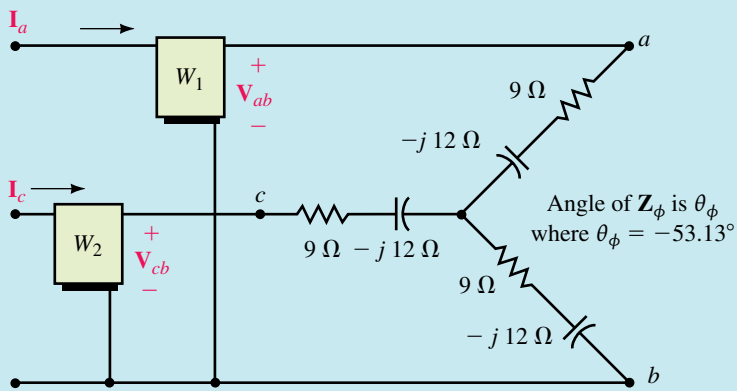 I_a
a
W_1
+
V_ab
−
9 Ω
−j 12 Ω
I_c
c
W_2
+
V_cb
−
9 Ω − j 12 Ω
Angle of Z_ϕ is θ_ϕ
where θ_ϕ = −53.13°
9 Ω
− j 12 Ω
b